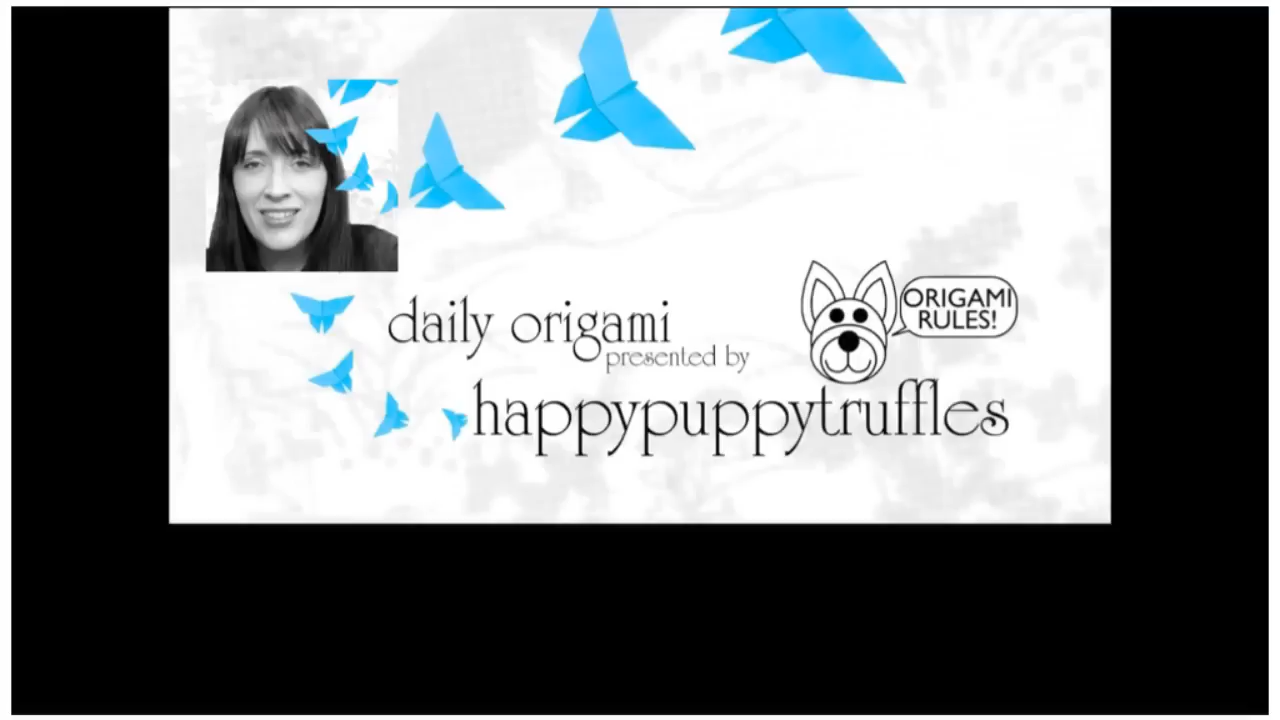 daily origami
presented by
happypuppytruffles
ORIGAMI
RULES!